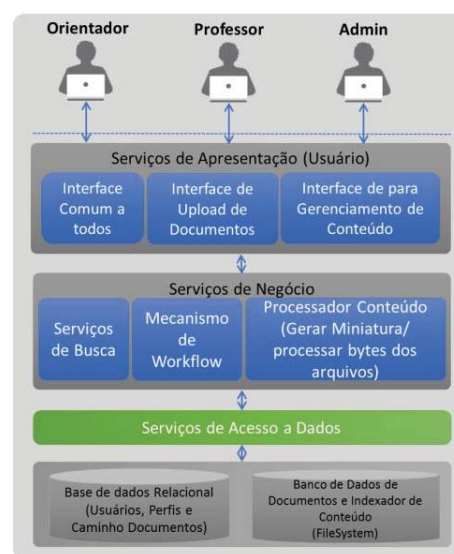 Orientador
Professor
Admin
Serviços de Apresentação (Usuário)
Interface
Comum a
todos
Interface de
Upload de
Documentos
Interface de para
Gerenciamento de
Conteúdo
Serviços de Negócio
Serviços
de Busca
Mecanismo
de
Workflow
Processador Conteúdo
(Gerar Miniatura/
processar bytes dos
arquivos)
Serviços de Acesso a Dados
Base de dados Relacional
(Usuários, Perfis e
Caminho Documentos)
Banco de Dados de
Documentos e Indexador de
Conteúdo
(FileSystem)